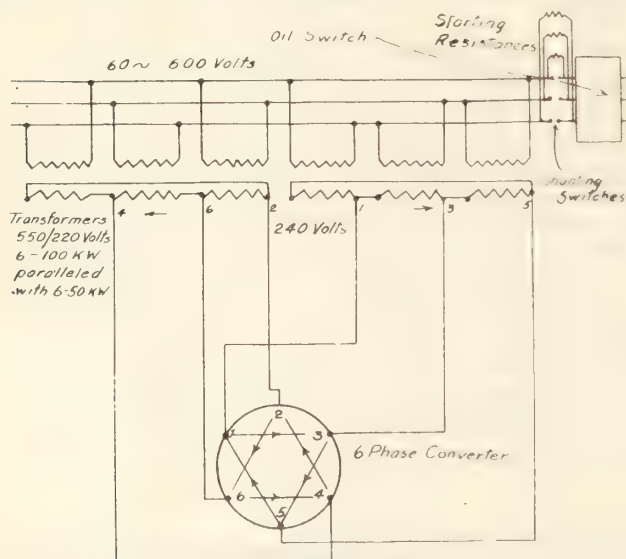 Starting
Resistances
Oil Switch
60~ 600 Volts
Shunting
Switches
4
6
2
1
3
5
240 Volts
Transformers
550/220 Volts
6-100 KW
paralleled
with 6-50 KW
1
2
3
6
4
5
6 Phase Converter